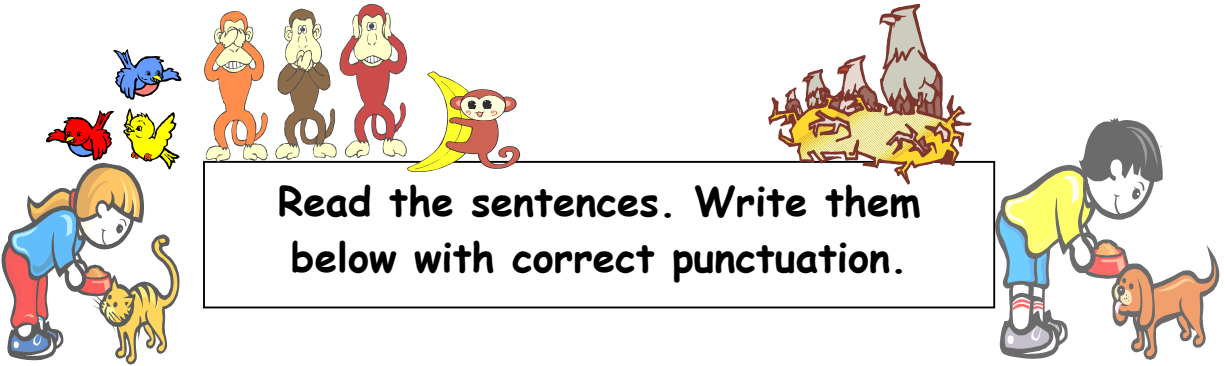 Read the sentences. Write them
below with correct punctuation.